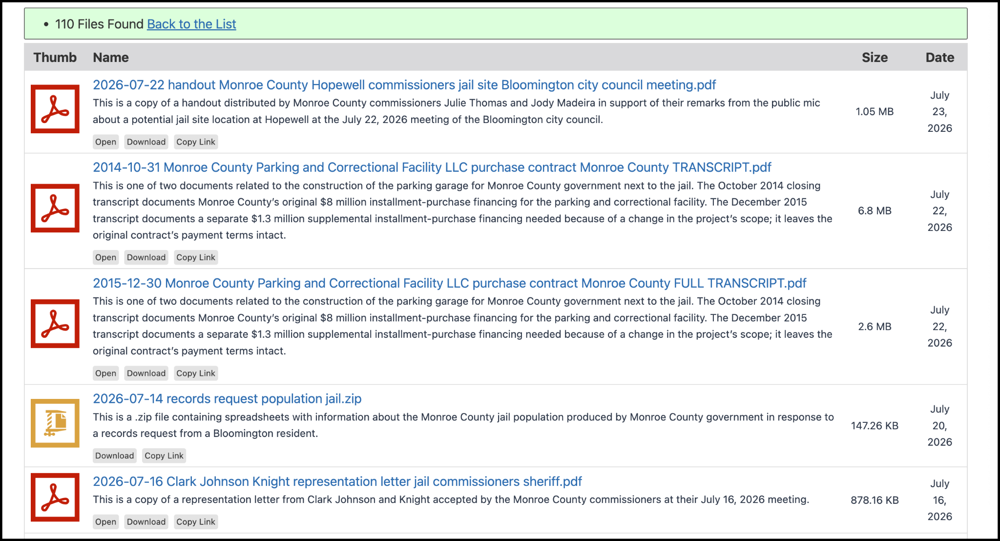 • 110 Files Found Back to the List
Thumb Name Size Date
2026-07-22 handout Monroe County Hopewell commissioners jail site Bloomington city council meeting.pdf
This is a copy of a handout distributed by Monroe County commissioners Julie Thomas and Jody Madeira in support of their remarks from the public mic
about a potential jail site location at Hopewell at the July 22, 2026 meeting of the Bloomington city council.
Open Download Copy Link
1.05 MB
July
23,
2026
2014-10-31 Monroe County Parking and Correctional Facility LLC purchase contract Monroe County TRANSCRIPT.pdf
This is one of two documents related to the construction of the parking garage for Monroe County government next to the jail. The October 2014 closing
transcript documents Monroe County’s original $8 million installment-purchase financing for the parking and correctional facility. The December 2015
transcript documents a separate $1.3 million supplemental installment-purchase financing needed because of a change in the project’s scope; it leaves the
original contract’s payment terms intact.
Open Download Copy Link
6.8 MB
July
22,
2026
2015-12-30 Monroe County Parking and Correctional Facility LLC purchase contract Monroe County FULL TRANSCRIPT.pdf
This is one of two documents related to the construction of the parking garage for Monroe County government next to the jail. The October 2014 closing
transcript documents Monroe County’s original $8 million installment-purchase financing for the parking and correctional facility. The December 2015
transcript documents a separate $1.3 million supplemental installment-purchase financing needed because of a change in the project’s scope; it leaves the
original contract’s payment terms intact.
Open Download Copy Link
2.6 MB
July
22,
2026
2026-07-14 records request population jail.zip
This is a .zip file containing spreadsheets with information about the Monroe County jail population produced by Monroe County government in response to
a records request from a Bloomington resident.
Download Copy Link
147.26 KB
July
20,
2026
2026-07-16 Clark Johnson Knight representation letter jail commissioners sheriff.pdf
This is a copy of a representation letter from Clark Johnson and Knight accepted by the Monroe County commissioners at their July 16, 2026 meeting.
Open Download Copy Link
878.16 KB
July
16,
2026